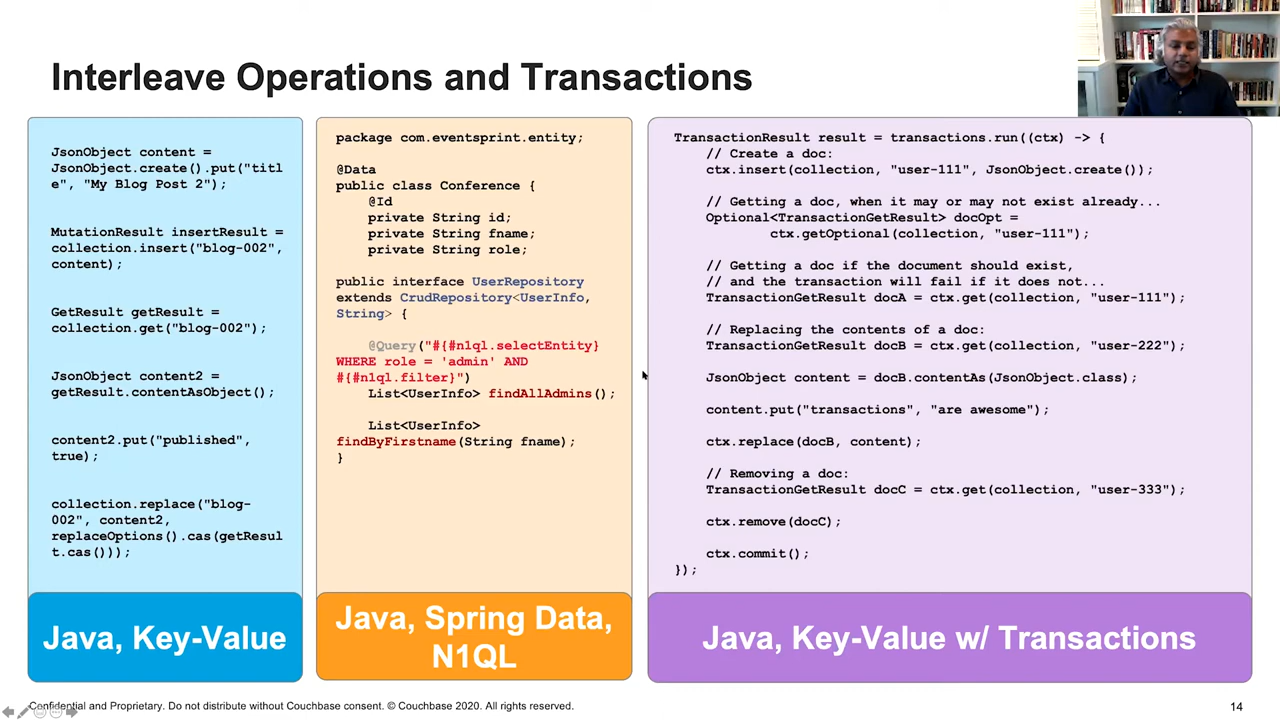 Interleave Operations and Transactions
JsonObject content =
JsonObject.create().put("titl
e", "My Blog Post 2");
MutationResult insertResult =
collection.insert("blog-002",
content);
GetResult getResult =
collection.get("blog-002");
JsonObject content2 =
getResult.contentAsObject();
content2.put("published",
true);
collection.replace("blog-
002", content2,
replaceOptions().cas(getResul
t.cas()));
Java, Key-Value
package com.eventsprint.entity;
@Data
public class Conference {
@Id
private String id;
private String fname;
private String role;
public interface UserRepository
extends CrudRepository<UserInfo,
String> {
@Query("#{#n1ql.selectEntity}
WHERE role = 'admin' AND
#{#n1ql.filter}")
List<UserInfo> findAllAdmins();
List<UserInfo>
findByFirstname(String fname);
}
Java, Spring Data,
N1QL
TransactionResult result = transactions.run((ctx) -> {
// Create a doc:
ctx.insert(collection, "user-111", JsonObject.create());
// Getting a doc, when it may or may not exist already...
Optional<TransactionGetResult> docOpt =
ctx.getOptional(collection, "user-111");
// Getting a doc if the document should exist,
// and the transaction will fail if it does not...
TransactionGetResult docA = ctx.get(collection, "user-111");
// Replacing the contents of a doc:
TransactionGetResult docB = ctx.get(collection, "user-222");
JsonObject content = docB.contentAs(JsonObject.class);
content.put("transactions", "are awesome");
ctx.replace(docB, content);
// Removing a doc:
TransactionGetResult docC = ctx.get(collection, "user-333");
ctx.remove(docC);
ctx.commit();
});
Java, Key-Value w/ Transactions
Confidential and Proprietary. Do not distribute without Couchbase consent. © Couchbase 2020. All rights reserved.
14